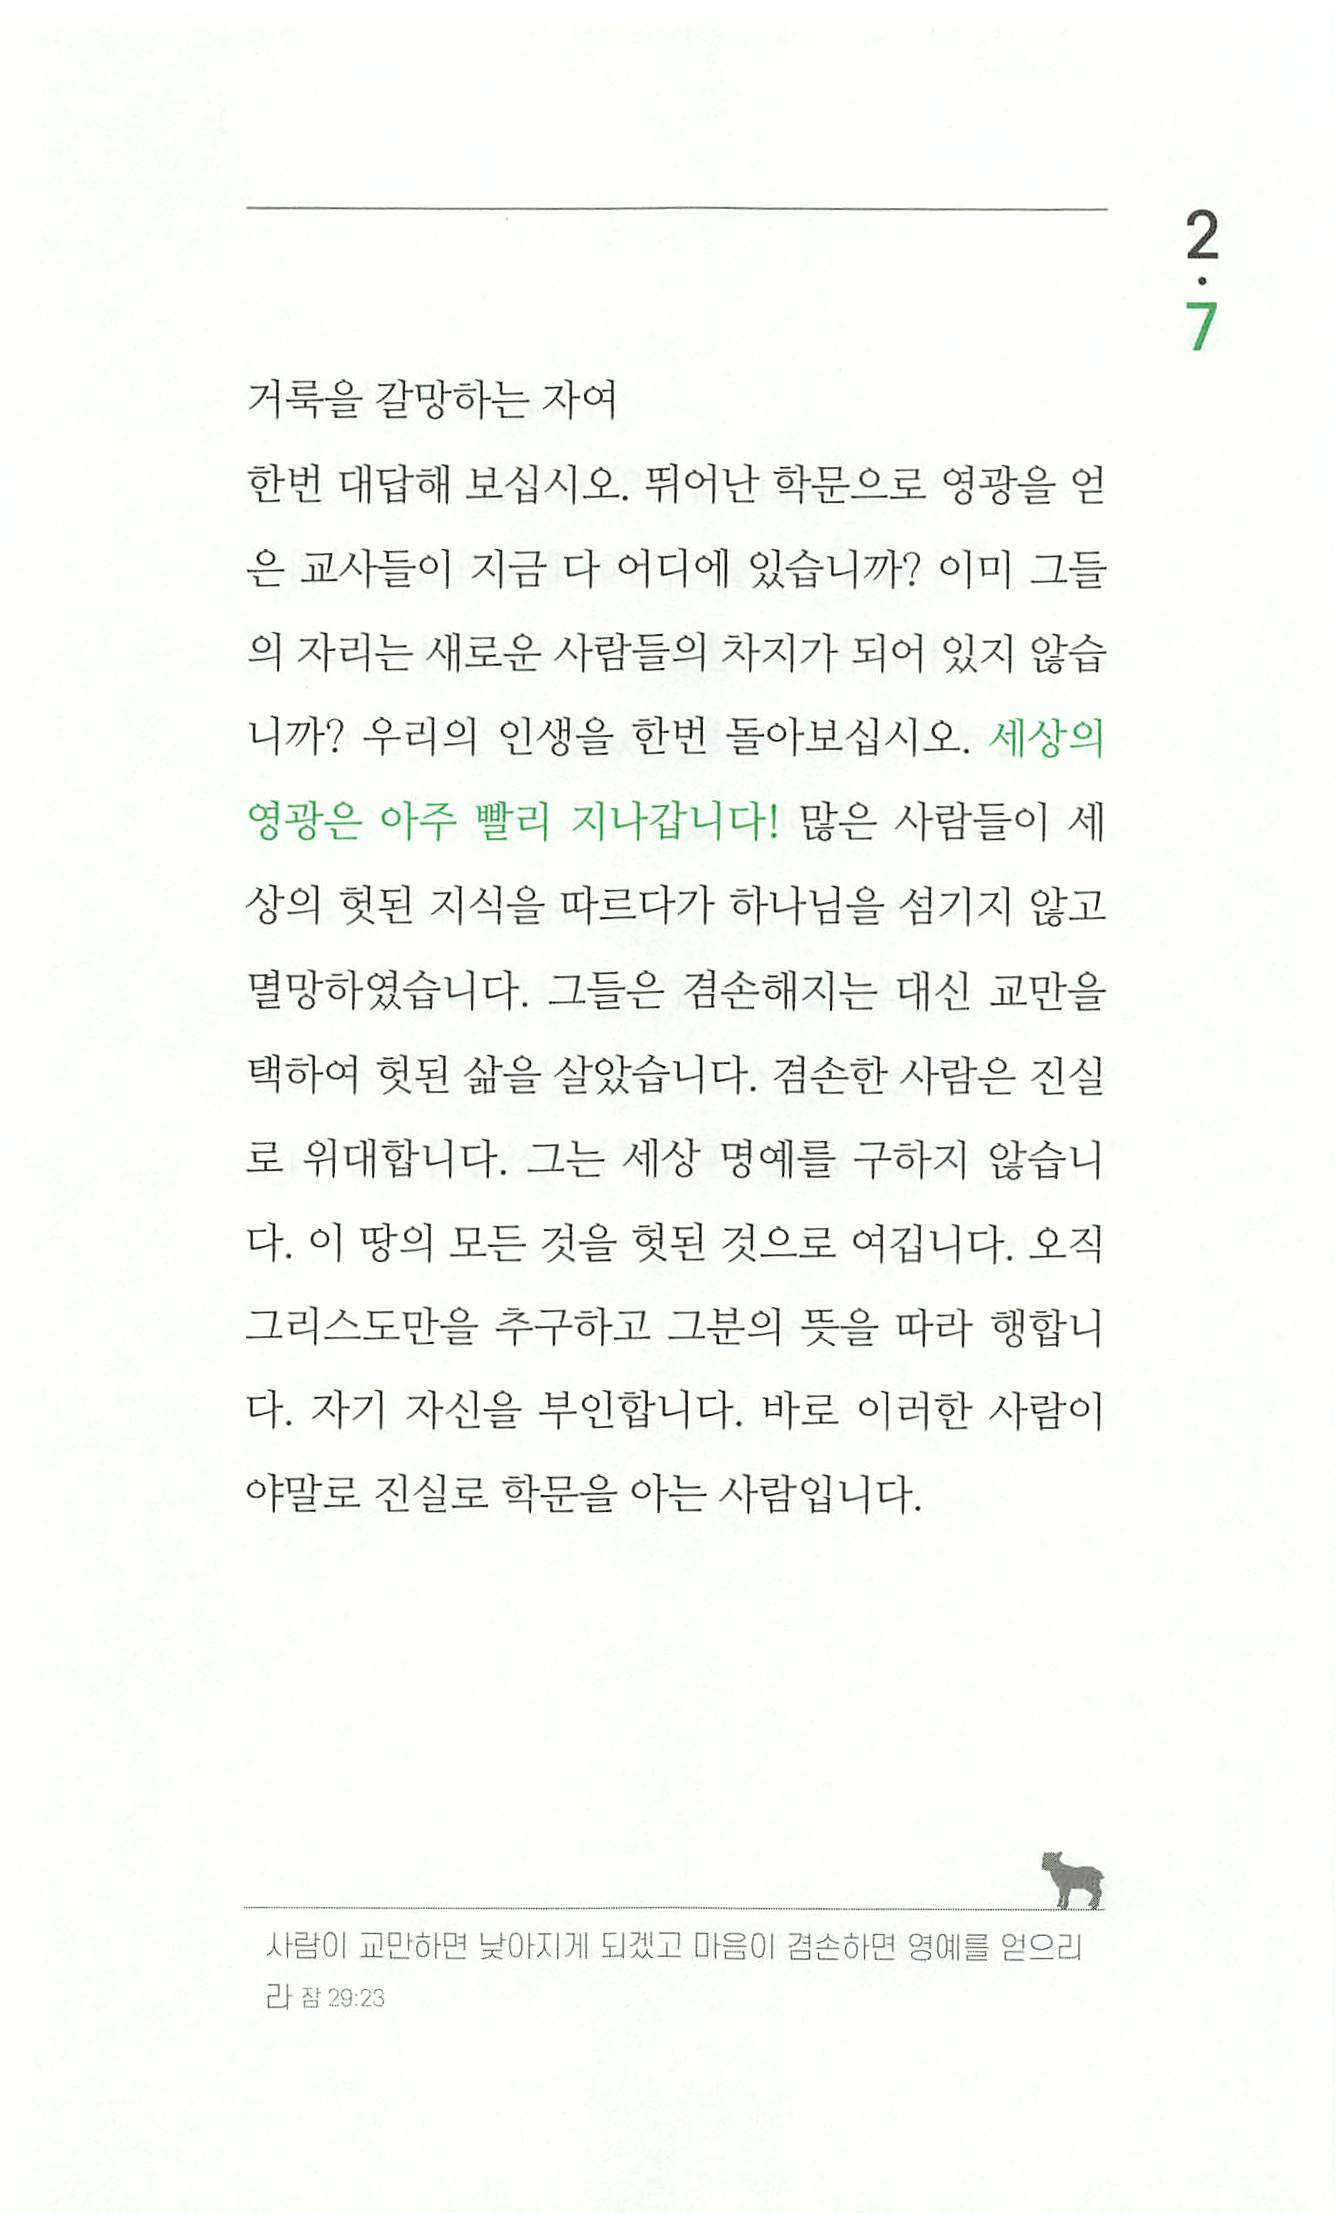 2
·
7
거룩을 갈망하는 자여
한번 대답해 보십시오. 뛰어난 학문으로 영광을 얻
은 교사들이 지금 다 어디에 있습니까? 이미 그들
의 자리는 새로운 사람들의 차지가 되어 있지 않습
니까? 우리의 인생을 한번 돌아보십시오. 세상의
영광은 아주 빨리 지나갑니다! 많은 사람들이 세
상의 헛된 지식을 따르다가 하나님을 섬기지 않고
멸망하였습니다. 그들은 겸손해지는 대신 교만을
택하여 헛된 삶을 살았습니다. 겸손한 사람은 진실
로 위대합니다. 그는 세상 명예를 구하지 않습니
다. 이 땅의 모든 것을 헛된 것으로 여깁니다. 오직
그리스도만을 추구하고 그분의 뜻을 따라 행합니
다. 자기 자신을 부인합니다. 바로 이러한 사람이
야말로 진실로 학문을 아는 사람입니다.
사람이 교만하면 낮아지게 되겠고 마음이 겸손하면 영예를 얻으리
라 잠 29:23